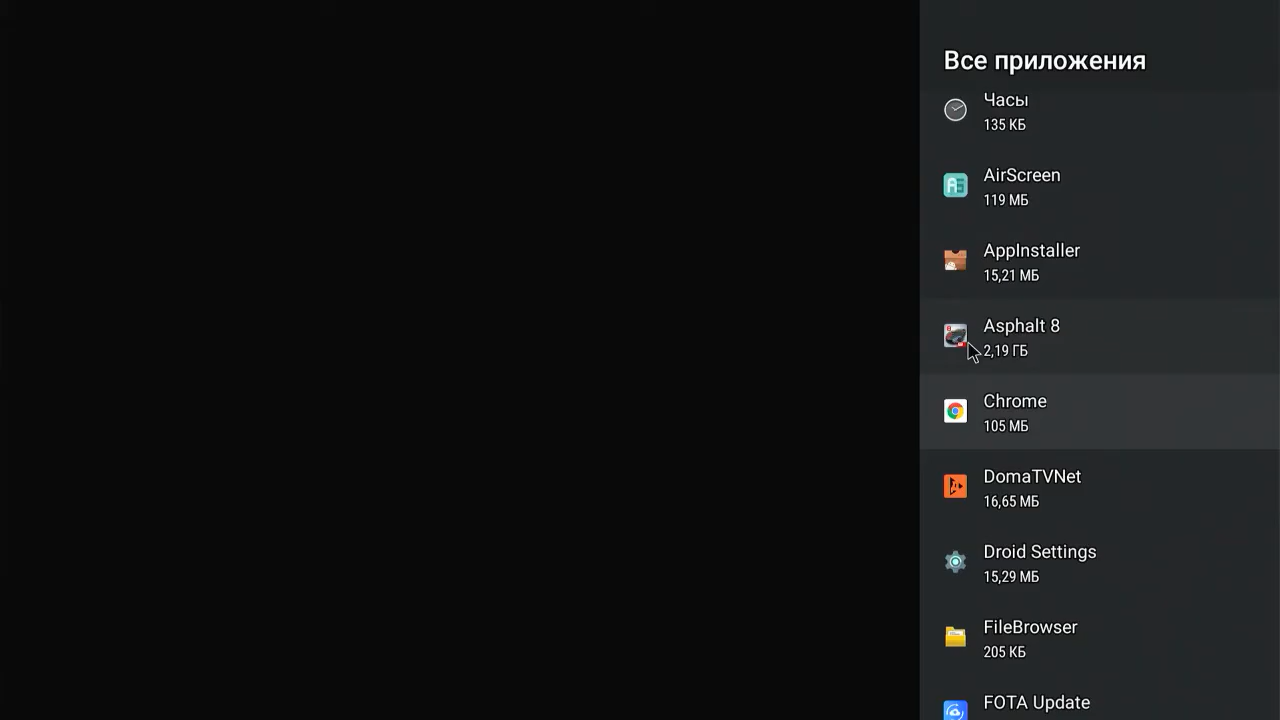 Все приложения
Часы
135 КБ
AirScreen
119 МБ
AppInstaller
15,21 МБ
Asphalt 8
2,19 ГБ
Chrome
105 МБ
DomaTVNet
16,65 МБ
Droid Settings
15,29 МБ
FileBrowser
205 КБ
FOTA Update